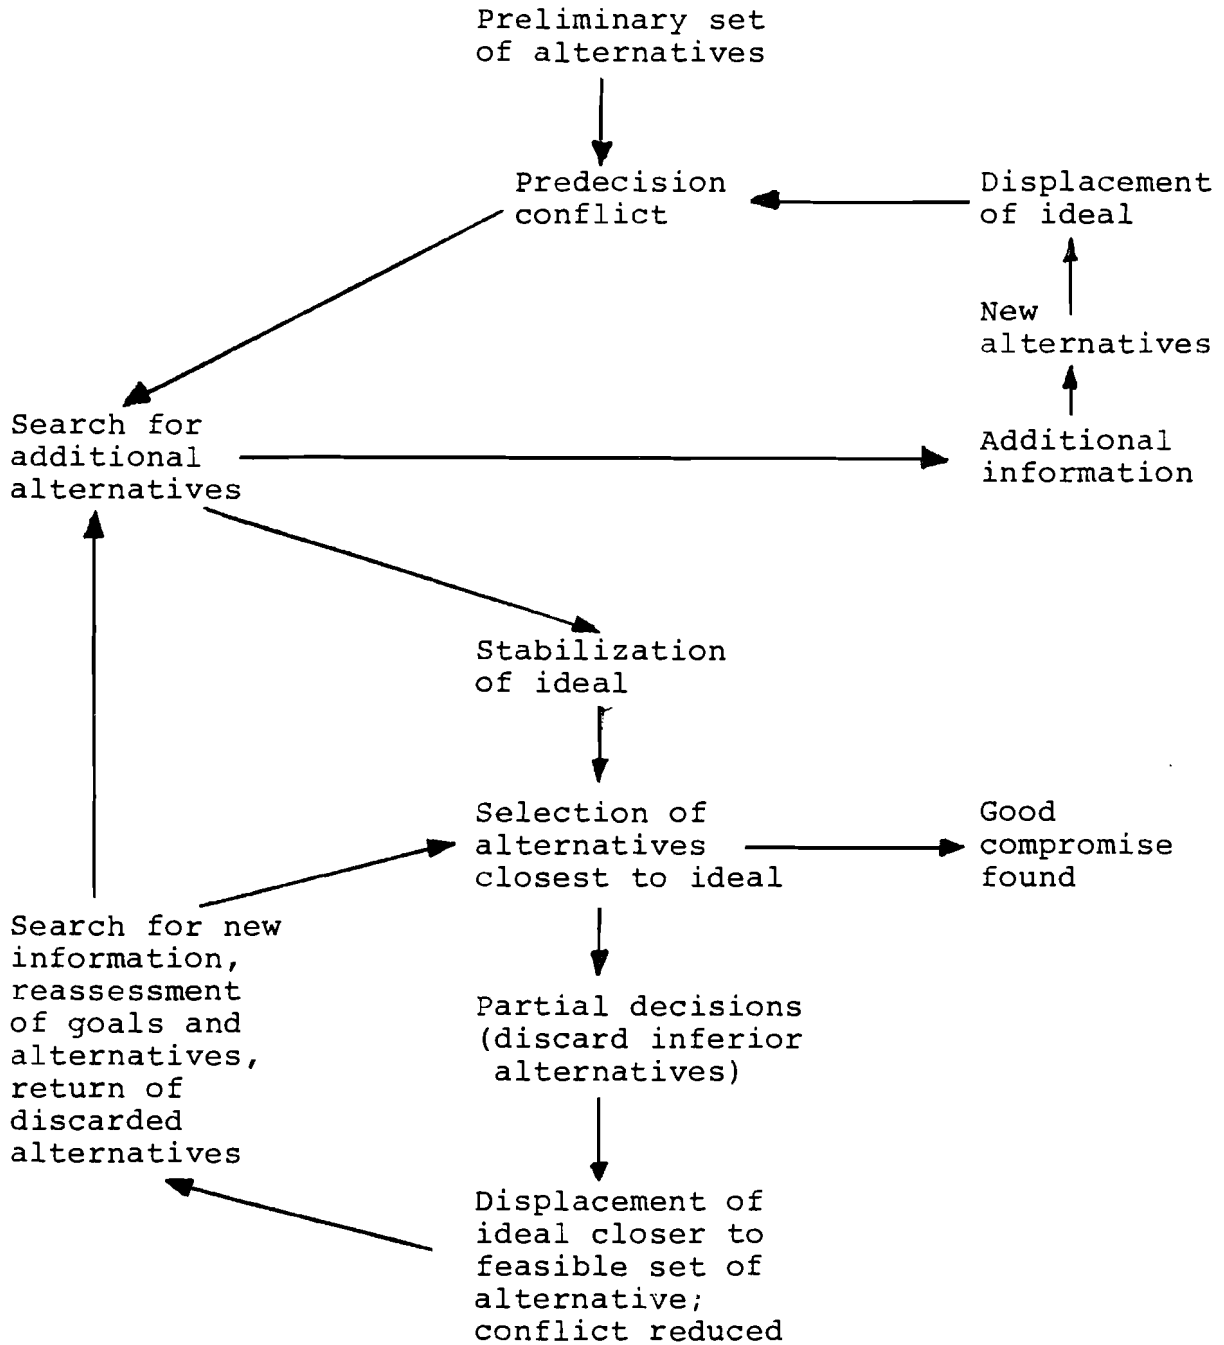 Preliminary set
of alternatives
Predecision
conflict
Displacement
of ideal
New
alternatives
Search for
additional
alternatives
Additional
information
Stabilization
of ideal
Selection of
alternatives
closest to ideal
Good
compromise
found
Search for new
information,
reassessment
of goals and
alternatives,
return of
discarded
alternatives
Partial decisions
(discard inferior
alternatives)
Displacement of
ideal closer to
feasible set of
alternative;
conflict reduced